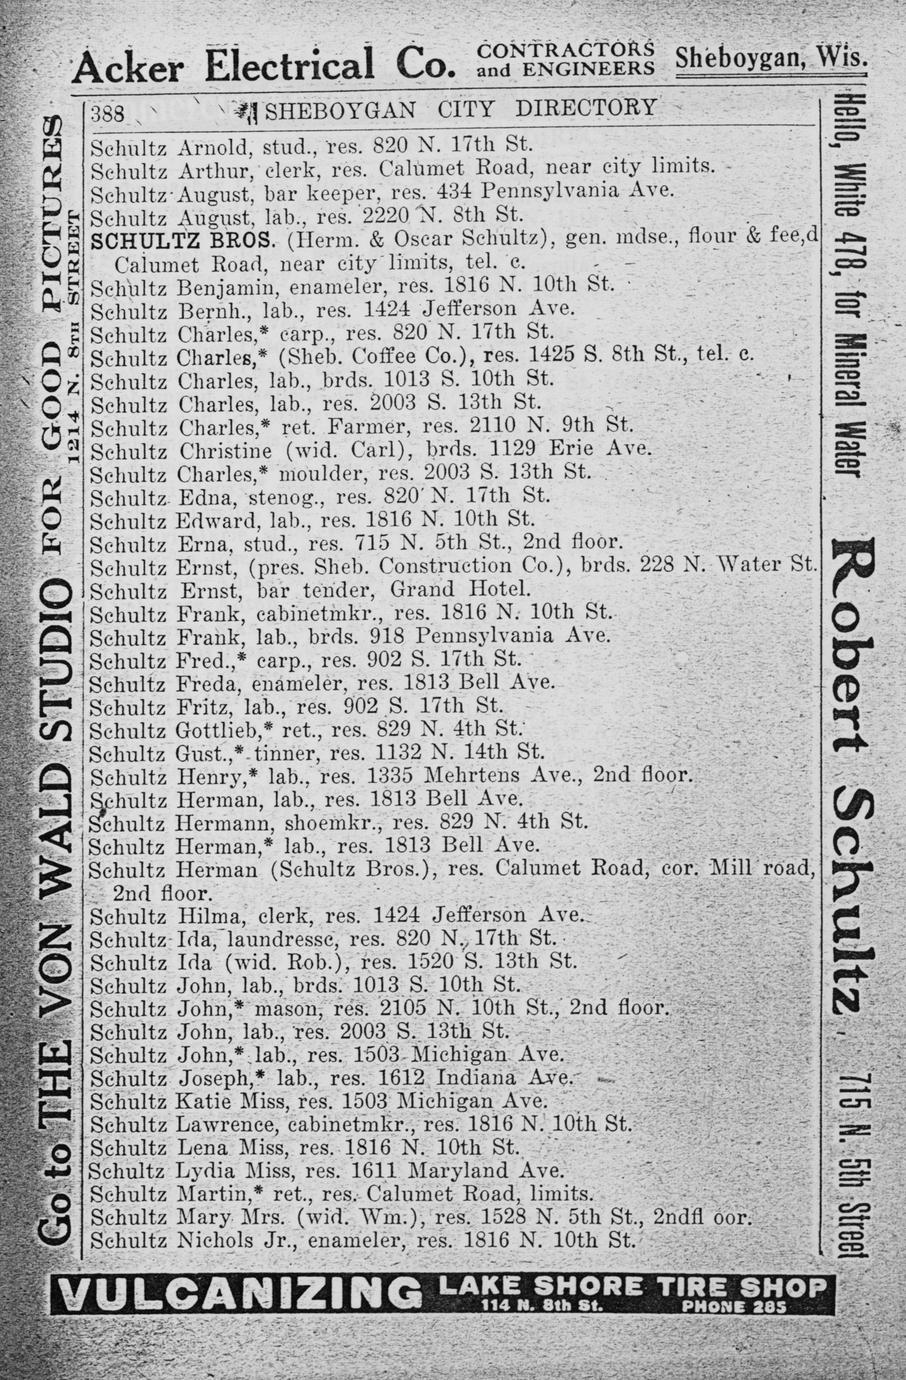 Acker Electrical Co. CONTRACTORS and ENGINEERS Sheboygan, Wis.
388 SHEBOYGAN CITY DIRECTORY
Schultz Arnold, stud., res. 820 N. 17th St.
Schultz Arthur, clerk, res. Calumet Road, near city limits.
Schultz August, bar keeper, res. 434 Pennsylvania Ave.
Schultz August, lab., res. 2220 N. 8th St.
SCHULTZ BROS. (Herm. & Oscar Schultz), gen. mdse., flour & fee,d
Calumet Road, near city limits, tel. c.
Schultz Benjamin, enameler, res. 1816 N. 10th St.
Schultz Bernh., lab., res. 1424 Jefferson Ave.
Schultz Charles,* carp., res. 820 N. 17th St.
Schultz Charles,* (Sheb. Coffee Co.), res. 1425 S. 8th St., tel. c.
Schultz Charles, lab., brds. 1013 S. 10th St.
Schultz Charles, lab., res. 2003 S. 13th St.
Schultz Charles,* ret. Farmer, res. 2110 N. 9th St.
Schultz Christine (wid. Carl), brds. 1129 Erie Ave.
Schultz Charles,* moulder, res. 2003 S. 13th St.
Schultz Edna, stenog., res. 820 N. 17th St.
Schultz Edward, lab., res. 1816 N. 10th St.
Schultz Erna, stud., res. 715 N. 5th St., 2nd floor.
Schultz Ernst, (pres. Sheb. Construction Co.), brds. 228 N. Water St.
Schultz Ernst, bar tender, Grand Hotel.
Schultz Frank, cabinetmkr., res. 1816 N. 10th St.
Schultz Frank, lab., brds. 918 Pennsylvania Ave.
Schultz Fred.,* carp., res. 902 S. 17th St.
Schultz Freda, enameler, res. 1813 Bell Ave.
Schultz Fritz, lab., res. 902 S. 17th St.
Schultz Gottlieb,* ret., res. 829 N. 4th St.
Schultz Gust.,* tinner, res. 1132 N. 14th St.
Schultz Henry,* lab., res. 1335 Mehrtens Ave., 2nd floor.
Schultz Herman, lab., res. 1813 Bell Ave.
Schultz Hermann, shoemkr., res. 829 N. 4th St.
Schultz Herman,* lab., res. 1813 Bell Ave.
Schultz Herman (Schultz Bros.), res. Calumet Road, cor. Mill road,
2nd floor.
Schultz Hilma, clerk, res. 1424 Jefferson Ave.
Schultz Ida, laundresse, res. 820 N. 17th St.
Schultz Ida (wid. Rob.), res. 1520 S. 13th St.
Schultz John, lab., brds. 1013 S. 10th St.
Schultz John,* mason, res. 2105 N. 10th St., 2nd floor.
Schultz John, lab., res. 2003 S. 13th St.
Schultz John,* lab., res. 1503 Michigan Ave.
Schultz Joseph,* lab., res. 1612 Indiana Ave.
Schultz Katie Miss, res. 1503 Michigan Ave.
Schultz Lawrence, cabinetmkr., res. 1816 N. 10th St.
Schultz Lena Miss, res. 1816 N. 10th St.
Schultz Lydia Miss, res. 1611 Maryland Ave.
Schultz Martin,* ret., res. Calumet Road, limits.
Schultz Mary Mrs. (wid. Wm.), res. 1528 N. 5th St., 2ndfl oor.
Schultz Nichols Jr., enameler, res. 1816 N. 10th St.
Go to THE VON WALD STUDIO FOR GOOD PICTURES
1214 N. 8TH STREET
Hello, White 478, for Mineral Water
Robert Schultz, 715 N. 5th Street
VULCANIZING LAKE SHORE TIRE SHOP
114 N. 8th St. PHONE 285